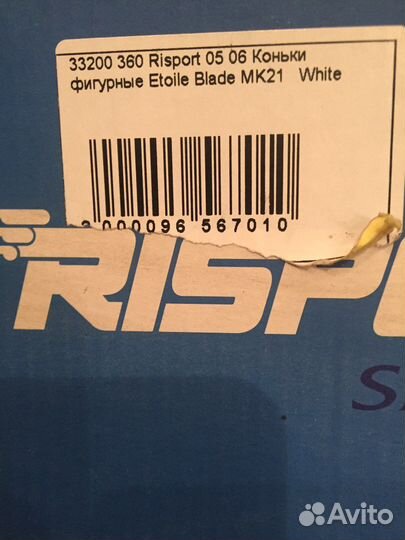 33200 360 Risport 05 06 Коньки
фигурные Etoile Blade MK21 White
000096 567010
RISP
S
Avito